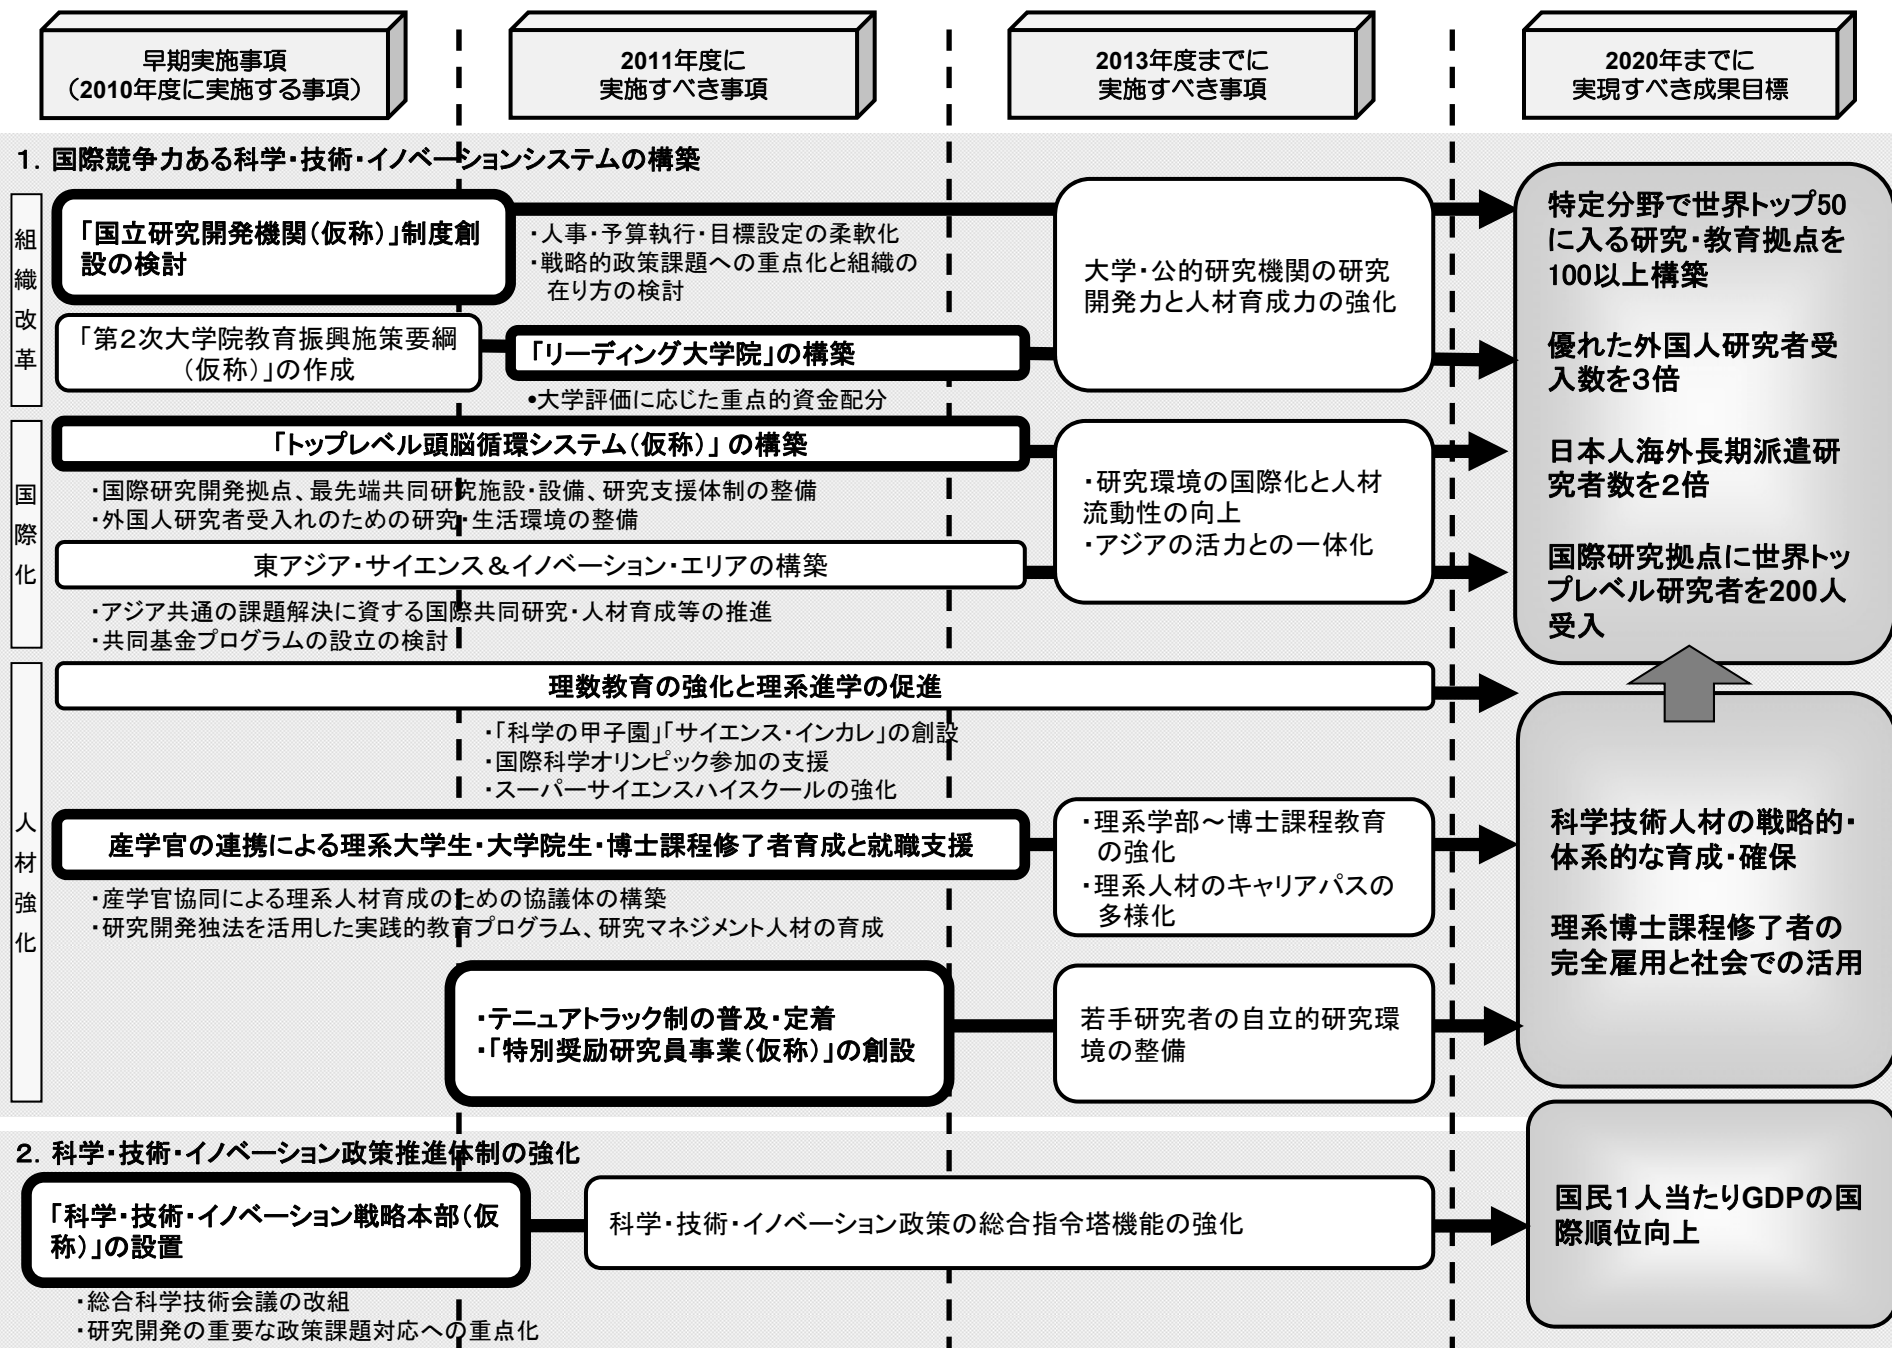 早期実施事項
（2010年度に実施する事項）
2011年度に
実施すべき事項
2013年度までに
実施すべき事項
2020年までに
実現すべき成果目標
１．国際競争力ある科学・技術・イノベーションシステムの構築
組織改革
「国立研究開発機関（仮称）」制度創
設の検討
・人事・予算執行・目標設定の柔軟化
・戦略的政策課題への重点化と組織の
在り方の検討
「第２次大学院教育振興施策要綱
（仮称）」の作成
「リーディング大学院」の構築
•大学評価に応じた重点的資金配分
大学・公的研究機関の研究
開発力と人材育成力の強化
特定分野で世界トップ50
に入る研究・教育拠点を
100以上構築
優れた外国人研究者受
入数を３倍
日本人海外長期派遣研
究者数を２倍
国際研究拠点に世界トッ
プレベル研究者を200人
受入
国際化
「トップレベル頭脳循環システム（仮称）」の構築
・国際研究開発拠点、最先端共同研究施設・設備、研究支援体制の整備
・外国人研究者受入れのための研究・生活環境の整備
東アジア・サイエンス＆イノベーション・エリアの構築
・アジア共通の課題解決に資する国際共同研究・人材育成等の推進
・共同基金プログラムの設立の検討
・研究環境の国際化と人材
流動性の向上
・アジアの活力との一体化
人材強化
理数教育の強化と理系進学の促進
・「科学の甲子園」「サイエンス・インカレ」の創設
・国際科学オリンピック参加の支援
・スーパーサイエンスハイスクールの強化
産学官の連携による理系大学生・大学院生・博士課程修了者育成と就職支援
・産学官協同による理系人材育成のための協議体の構築
・研究開発独法を活用した実践的教育プログラム、研究マネジメント人材の育成
・理系学部～博士課程教育
の強化
・理系人材のキャリアパスの
多様化
・テニュアトラック制の普及・定着
・「特別奨励研究員事業（仮称）」の創設
若手研究者の自立的研究環
境の整備
科学技術人材の戦略的・
体系的な育成・確保
理系博士課程修了者の
完全雇用と社会での活用
２．科学・技術・イノベーション政策推進体制の強化
「科学・技術・イノベーション戦略本部（仮
称）」の設置
・総合科学技術会議の改組
・研究開発の重要な政策課題対応への重点化
科学・技術・イノベーション政策の総合指令塔機能の強化
国民１人当たりGDPの国
際順位向上